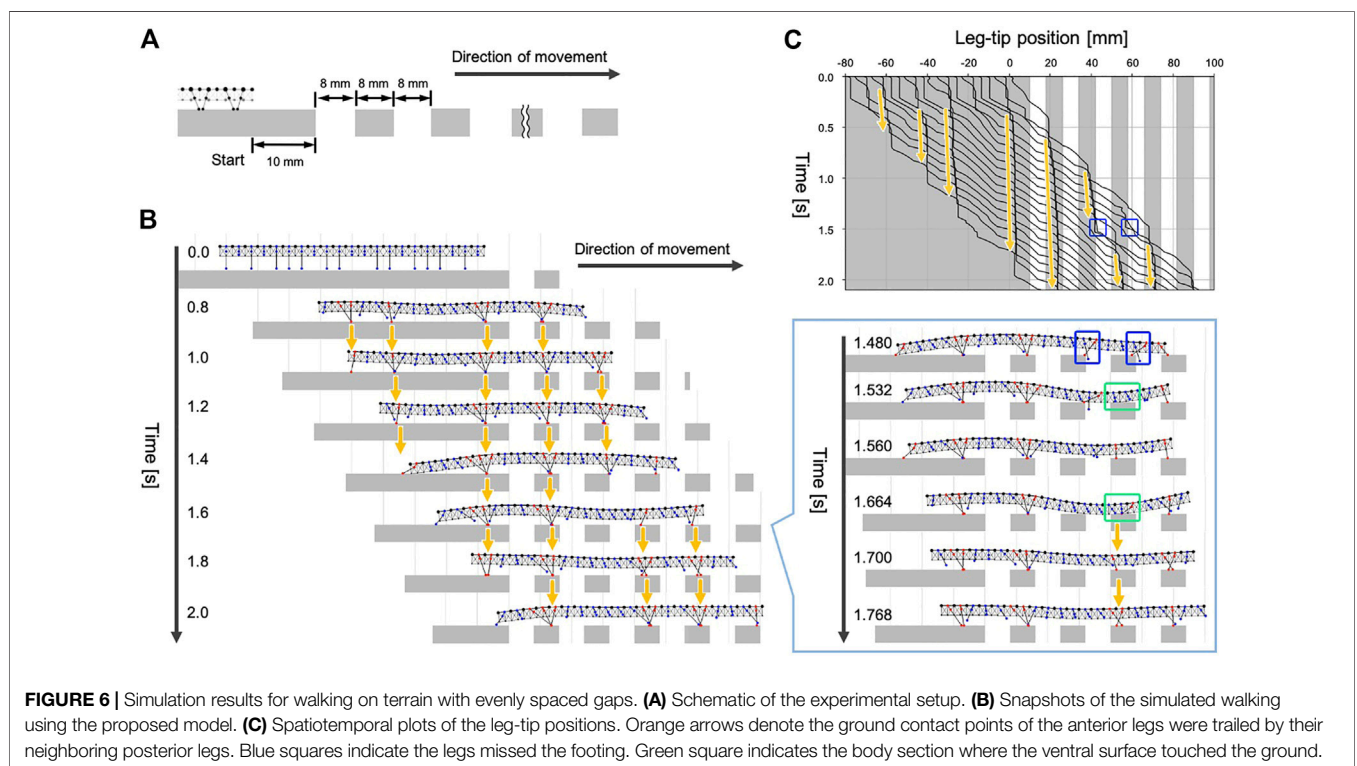 A
Direction of movement
8 mm 8 mm 8 mm
Start
10 mm
B
Time [s]
0.0
Direction of movement
0.8
1.0
1.2
1.4
1.6
1.8
2.0
C
Leg-tip position [mm]
-80 -60 -40 -20 0 20 40 60 80 100
Time [s]
0.0
0.5
1.0
1.5
2.0
Time [s]
1.480
1.532
1.560
1.664
1.700
1.768
FIGURE 6 | Simulation results for walking on terrain with evenly spaced gaps. (A) Schematic of the experimental setup. (B) Snapshots of the simulated walking
using the proposed model. (C) Spatiotemporal plots of the leg-tip positions. Orange arrows denote the ground contact points of the anterior legs were trailed by their
neighboring posterior legs. Blue squares indicate the legs missed the footing. Green square indicates the body section where the ventral surface touched the ground.